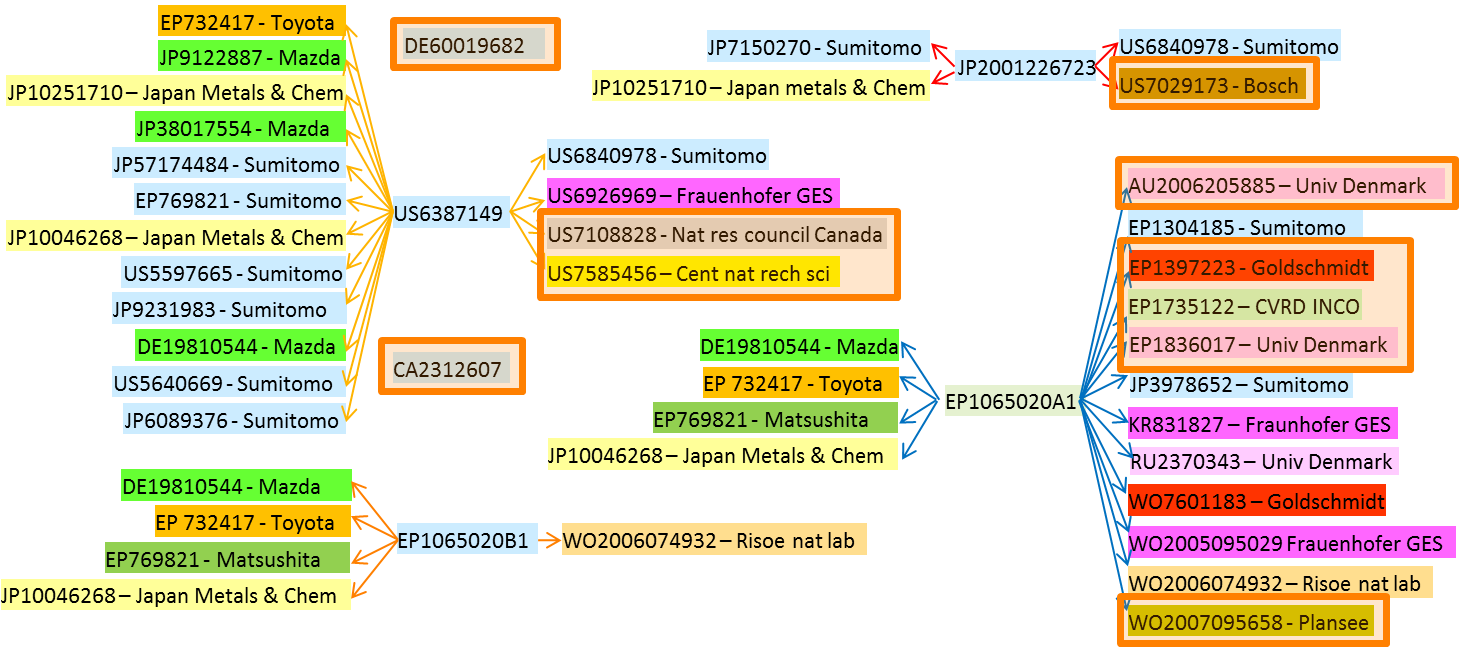 EP732417 - Toyota
JP9122887 - Mazda
JP10251710 – Japan Metals & Chem
JP38017554 - Mazda
JP57174484 - Sumitomo
EP769821 - Sumitomo
JP10046268 – Japan Metals & Chem
US5597665 – Sumitomo
JP9231983 - Sumitomo
DE19810544 – Mazda
US5640669 – Sumitomo
JP6089376 - Sumitomo
DE60019682
US6387149
CA2312607
US6840978 - Sumitomo
US6926969 – Frauenhofer GES
US7108828 - Nat res council Canada
US7585456 – Cent nat rech sci
JP7150270 - Sumitomo
JP10251710 – Japan metals & Chem
JP2001226723
US6840978 - Sumitomo
US7029173 - Bosch
DE19810544 - Mazda
EP 732417 - Toyota
EP769821 - Matsushita
JP10046268 – Japan Metals & Chem
EP1065020B1
WO2006074932 – Risoe nat lab
DE19810544 - Mazda
EP 732417 - Toyota
EP769821 - Matsushita
JP10046268 – Japan Metals & Chem
EP1065020A1
AU2006205885 – Univ Denmark
EP1304185 - Sumitomo
EP1397223 - Goldschmidt
EP1735122 – CVRD INCO
EP1836017 – Univ Denmark
JP3978652 – Sumitomo
KR831827 – Fraunhofer GES
RU2370343 – Univ Denmark
WO7601183 – Goldschmidt
WO2005095029 Frauenhofer GES
WO2006074932 – Risoe nat lab
WO2007095658 - Plansee